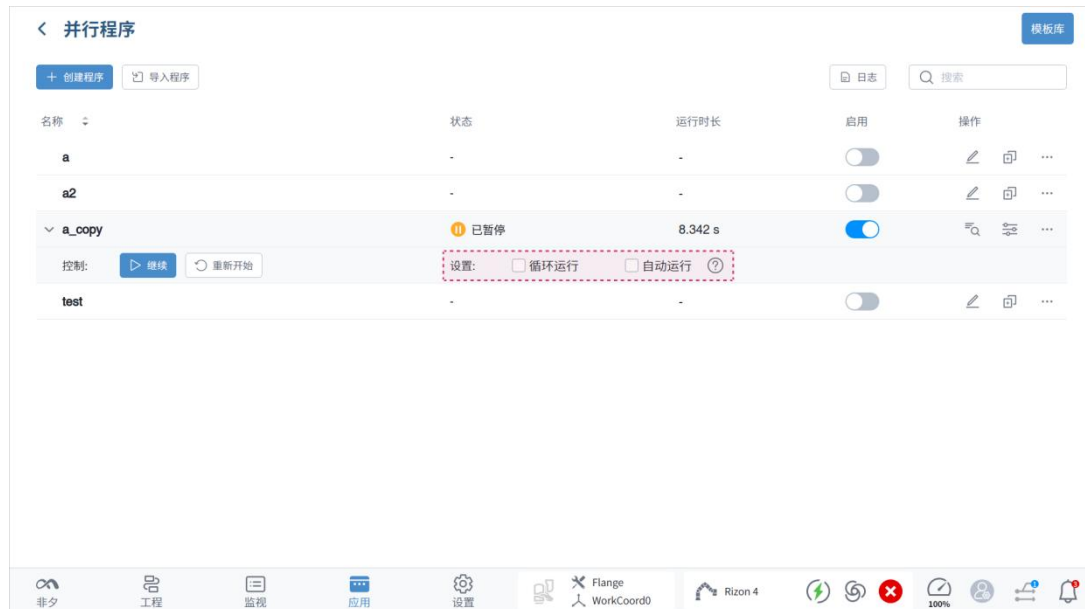 并行程序
模板库
创建程序 导入程序 日志 搜索
名称 状态 运行时长 启用 操作
a - -
a2 - -
a_copy 已暂停 8.342 s
控制: 继续 重新开始 设置: 循环运行 自动运行 ?
test - -
非夕 工程 监视 应用 设置 Flange WorkCoord0 Rizon 4 100%